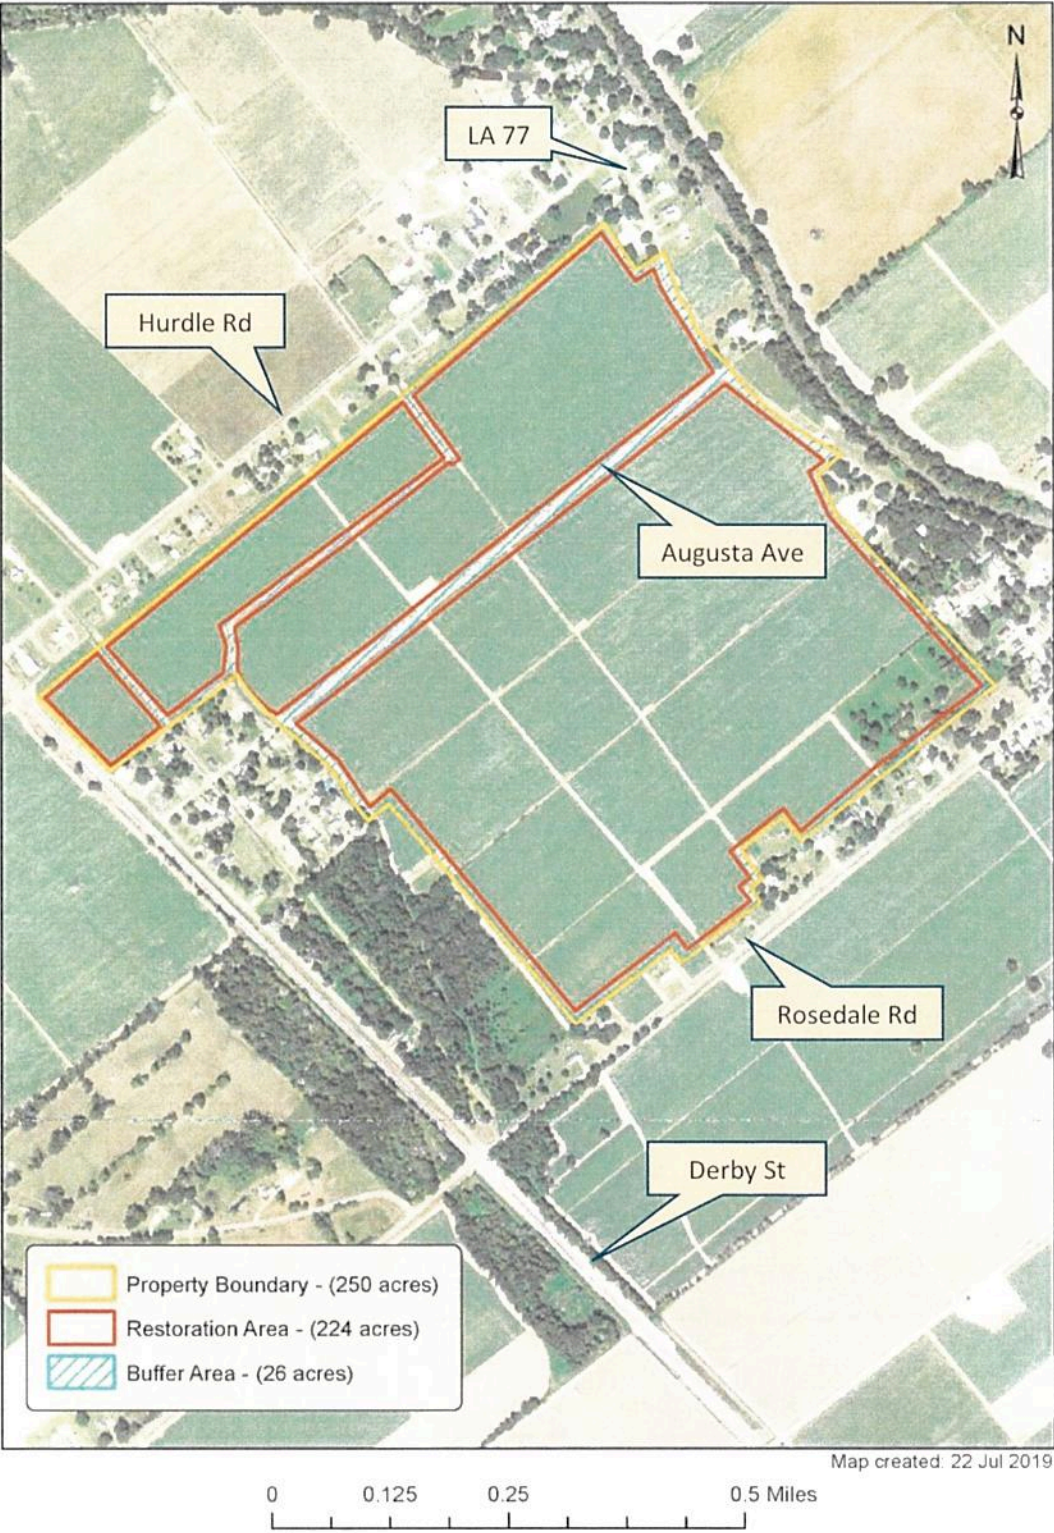 N
LA 77
Hurdle Rd
Augusta Ave
Rosedale Rd
Derby St
Property Boundary - (250 acres)
Restoration Area - (224 acres)
Buffer Area - (26 acres)
Map created: 22 Jul 2019
0 0.125 0.25 0.5 Miles